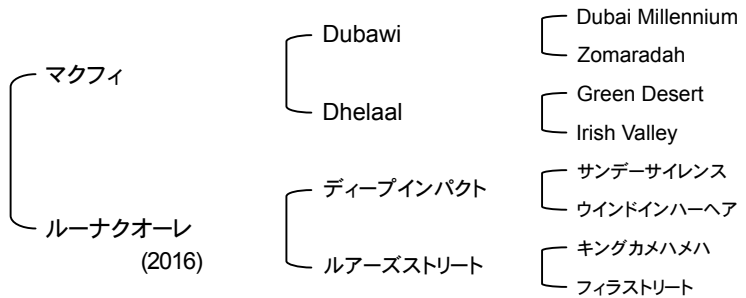 マクフィ
ルーナクオーレ
(2016)
Dubawi
Dhelaal
ディープインパクト
ルアーズストリート
Dubai Millennium
Zomaradah
Green Desert
Irish Valley
サンデーサイレンス
ウインドインハーヘア
キングカメハメハ
フィラストリート